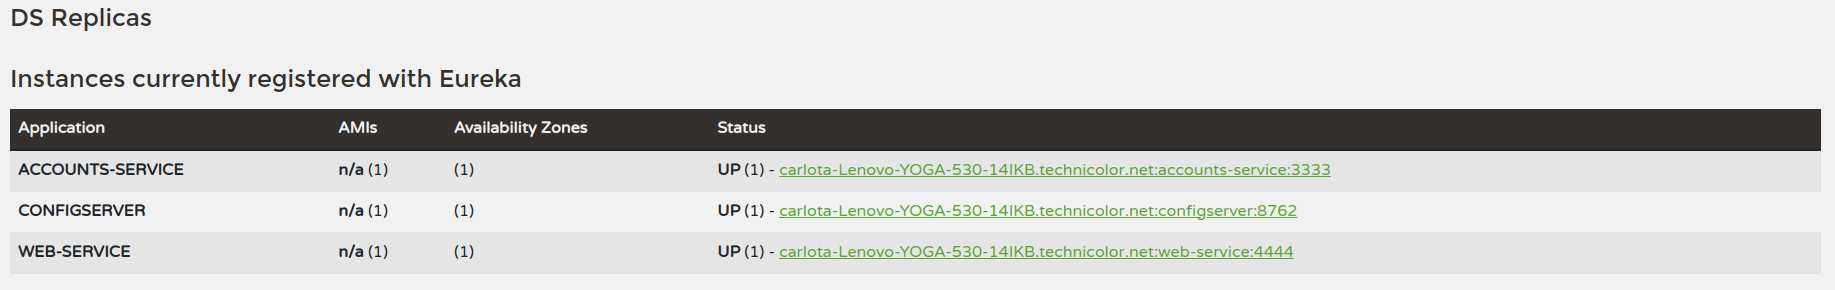 DS Replicas
Instances currently registered with Eureka
Application AMIs Availability Zones Status
ACCOUNTS-SERVICE n/a (1) (1) UP (1) - carlota-Lenovo-YOGA-530-14IKB.technicolor.net:accounts-service:3333
CONFIGSERVER n/a (1) (1) UP (1) - carlota-Lenovo-YOGA-530-14IKB.technicolor.net:configserver:8762
WEB-SERVICE n/a (1) (1) UP (1) - carlota-Lenovo-YOGA-530-14IKB.technicolor.net:web-service:4444